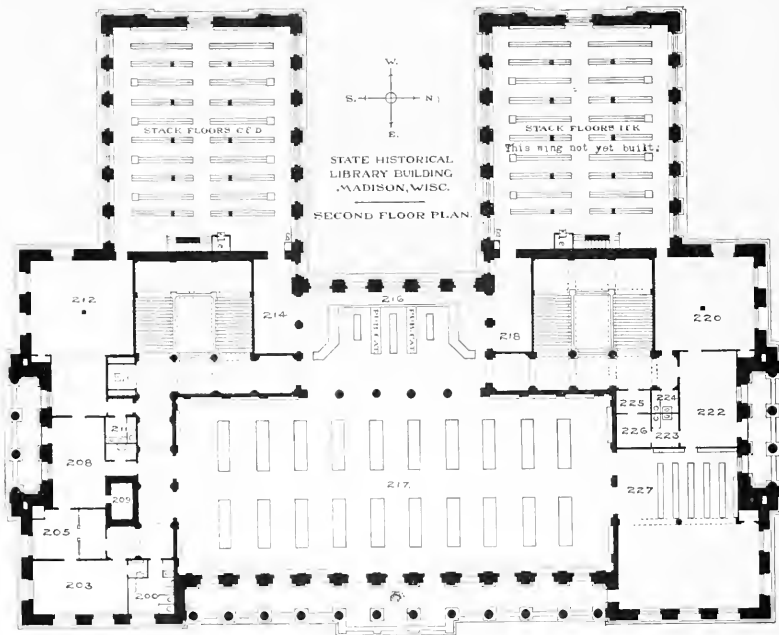 W.
S. N.
E.
STATE HISTORICAL
LIBRARY BUILDING
MADISON, WISC.
SECOND FLOOR PLAN.
STACK FLOORS C & D
STACK FLOORS I & K
This wing not yet built.
212
214
216
218
220
211
208
209
205
203
200
217
225
224
226
223
222
227